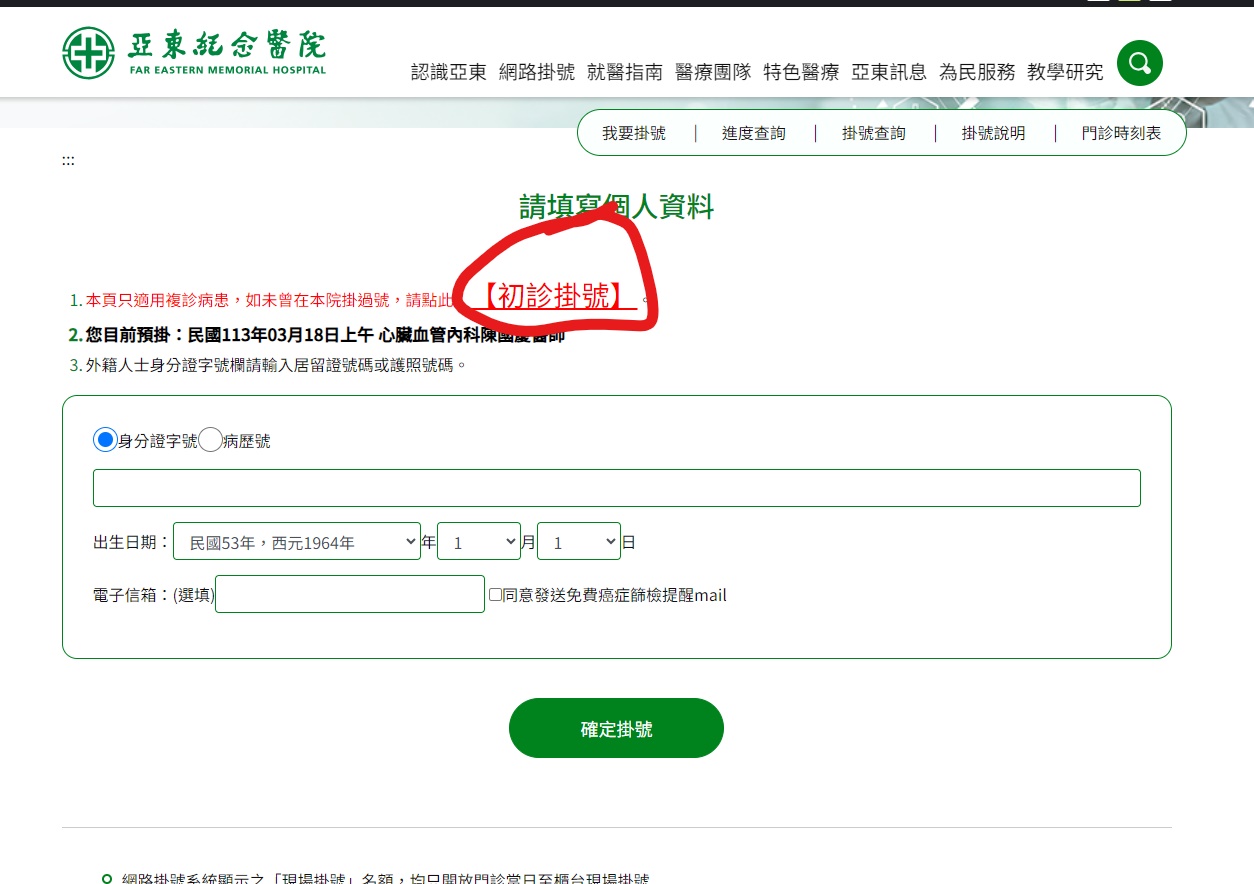 亞東紀念醫院
FAR EASTERN MEMORIAL HOSPITAL
認識亞東 網路掛號 就醫指南 醫療團隊 特色醫療 亞東訊息 為民服務 教學研究
我要掛號 | 進度查詢 | 掛號查詢 | 掛號說明 | 門診時刻表
:::
請填寫個人資料
1. 本頁只適用複診病患，如未曾在本院掛過號，請點此【初診掛號】。
2. 您目前預掛：民國113年03月18日上午 心臟血管內科陳國慶醫師
3. 外籍人士身分證字號欄請輸入居留證號碼或護照號碼。
身分證字號 病歷號
出生日期： 民國53年，西元1964年 年 1 月 1 日
電子信箱：(選填) 同意發送免費癌症篩檢提醒mail
確定掛號
網路掛號系統顯示之「現場掛號」名額，均只開放門診當日至櫃台現場掛號